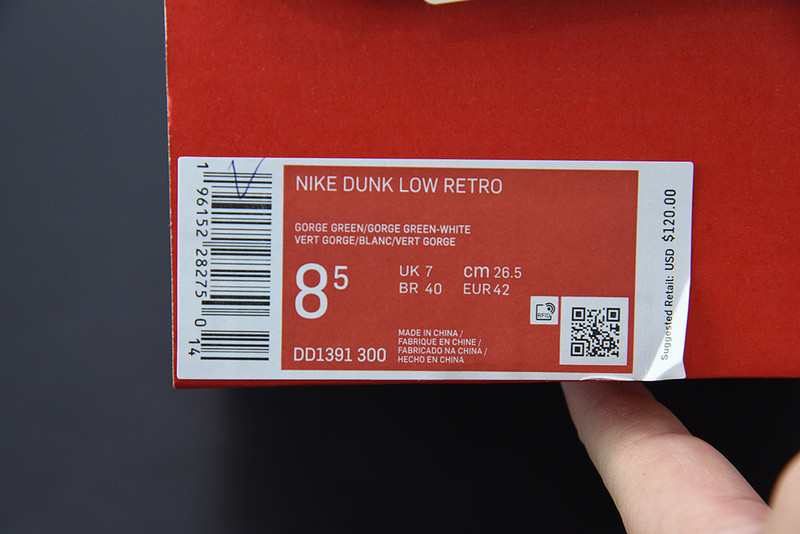 NIKE DUNK LOW RETRO
GORGE GREEN/GORGE GREEN-WHITE
VERT GORGE/BLANC/VERT GORGE
8 5
UK 7
BR 40
cm 26.5
EUR 42
RFID
DD1391 300
MADE IN CHINA /
FABRIQUE EN CHINE /
FABRICADO NA CHINA /
HECHO EN CHINA
1 96152 28275 0 14
Suggested Retail: USD $120.00